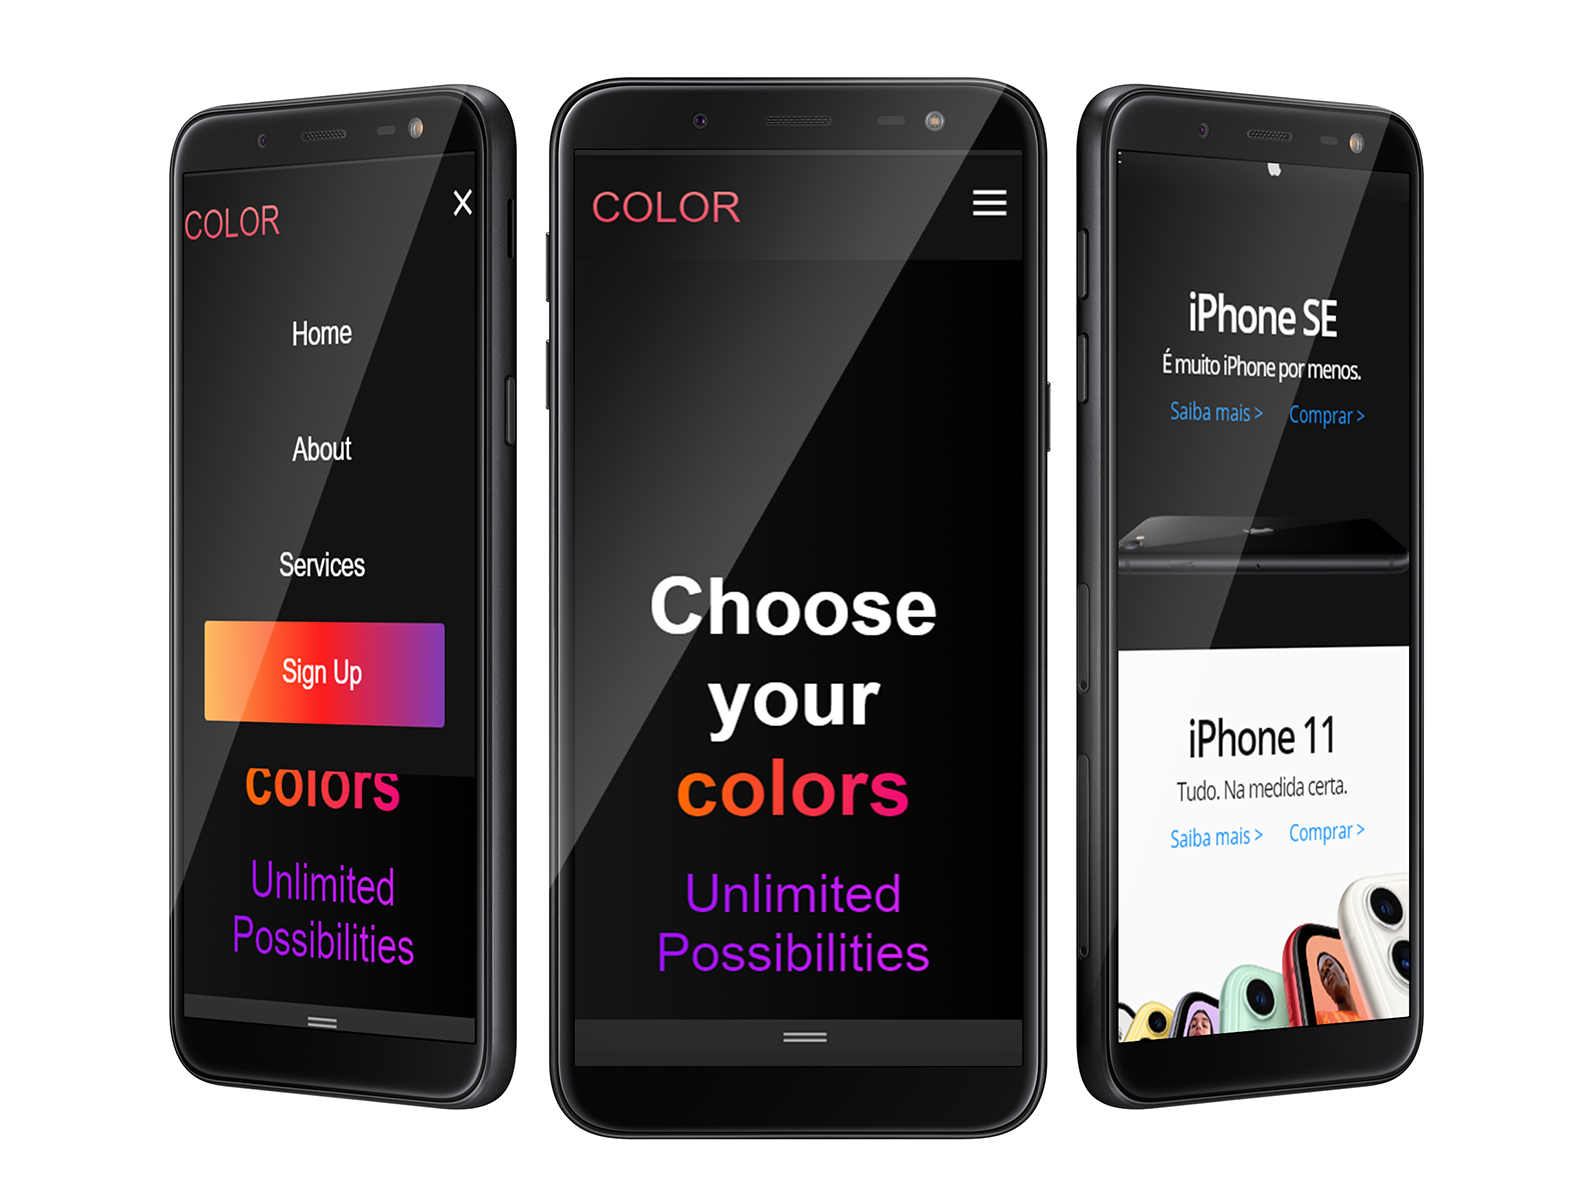 COLOR
Home
About
Services
Sign Up
colors
Unlimited
Possibilities
COLOR
Choose
your
colors
Unlimited
Possibilities
iPhone SE
É muito iPhone por menos.
Saiba mais > Comprar >
iPhone 11
Tudo. Na medida certa.
Saiba mais > Comprar >